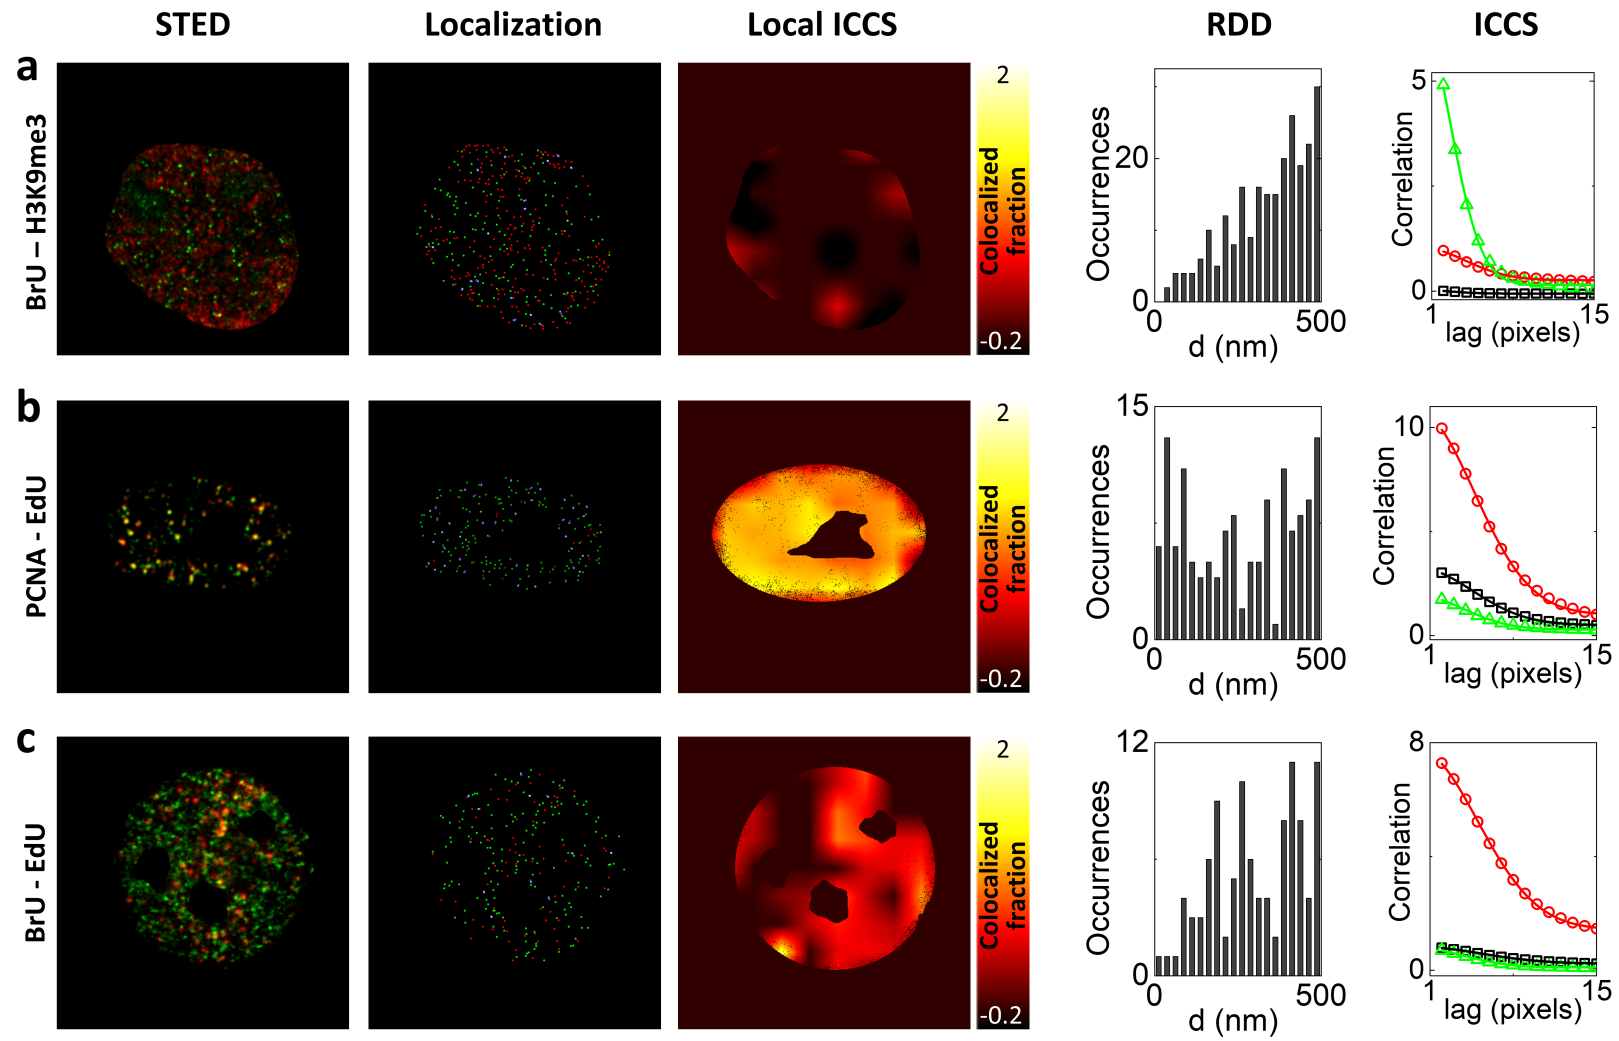 STED Localization Local ICCS RDD ICCS
a
BrU – H3K9me3
2
Colocalized
fraction
-0.2
Occurrences
20
0
0 500
d (nm)
Correlation
5
0
1 15
lag (pixels)
b
PCNA - EdU
2
Colocalized
fraction
-0.2
Occurrences
15
0
0 500
d (nm)
Correlation
10
0
1 15
lag (pixels)
c
BrU - EdU
2
Colocalized
fraction
-0.2
Occurrences
12
0
0 500
d (nm)
Correlation
8
0
1 15
lag (pixels)